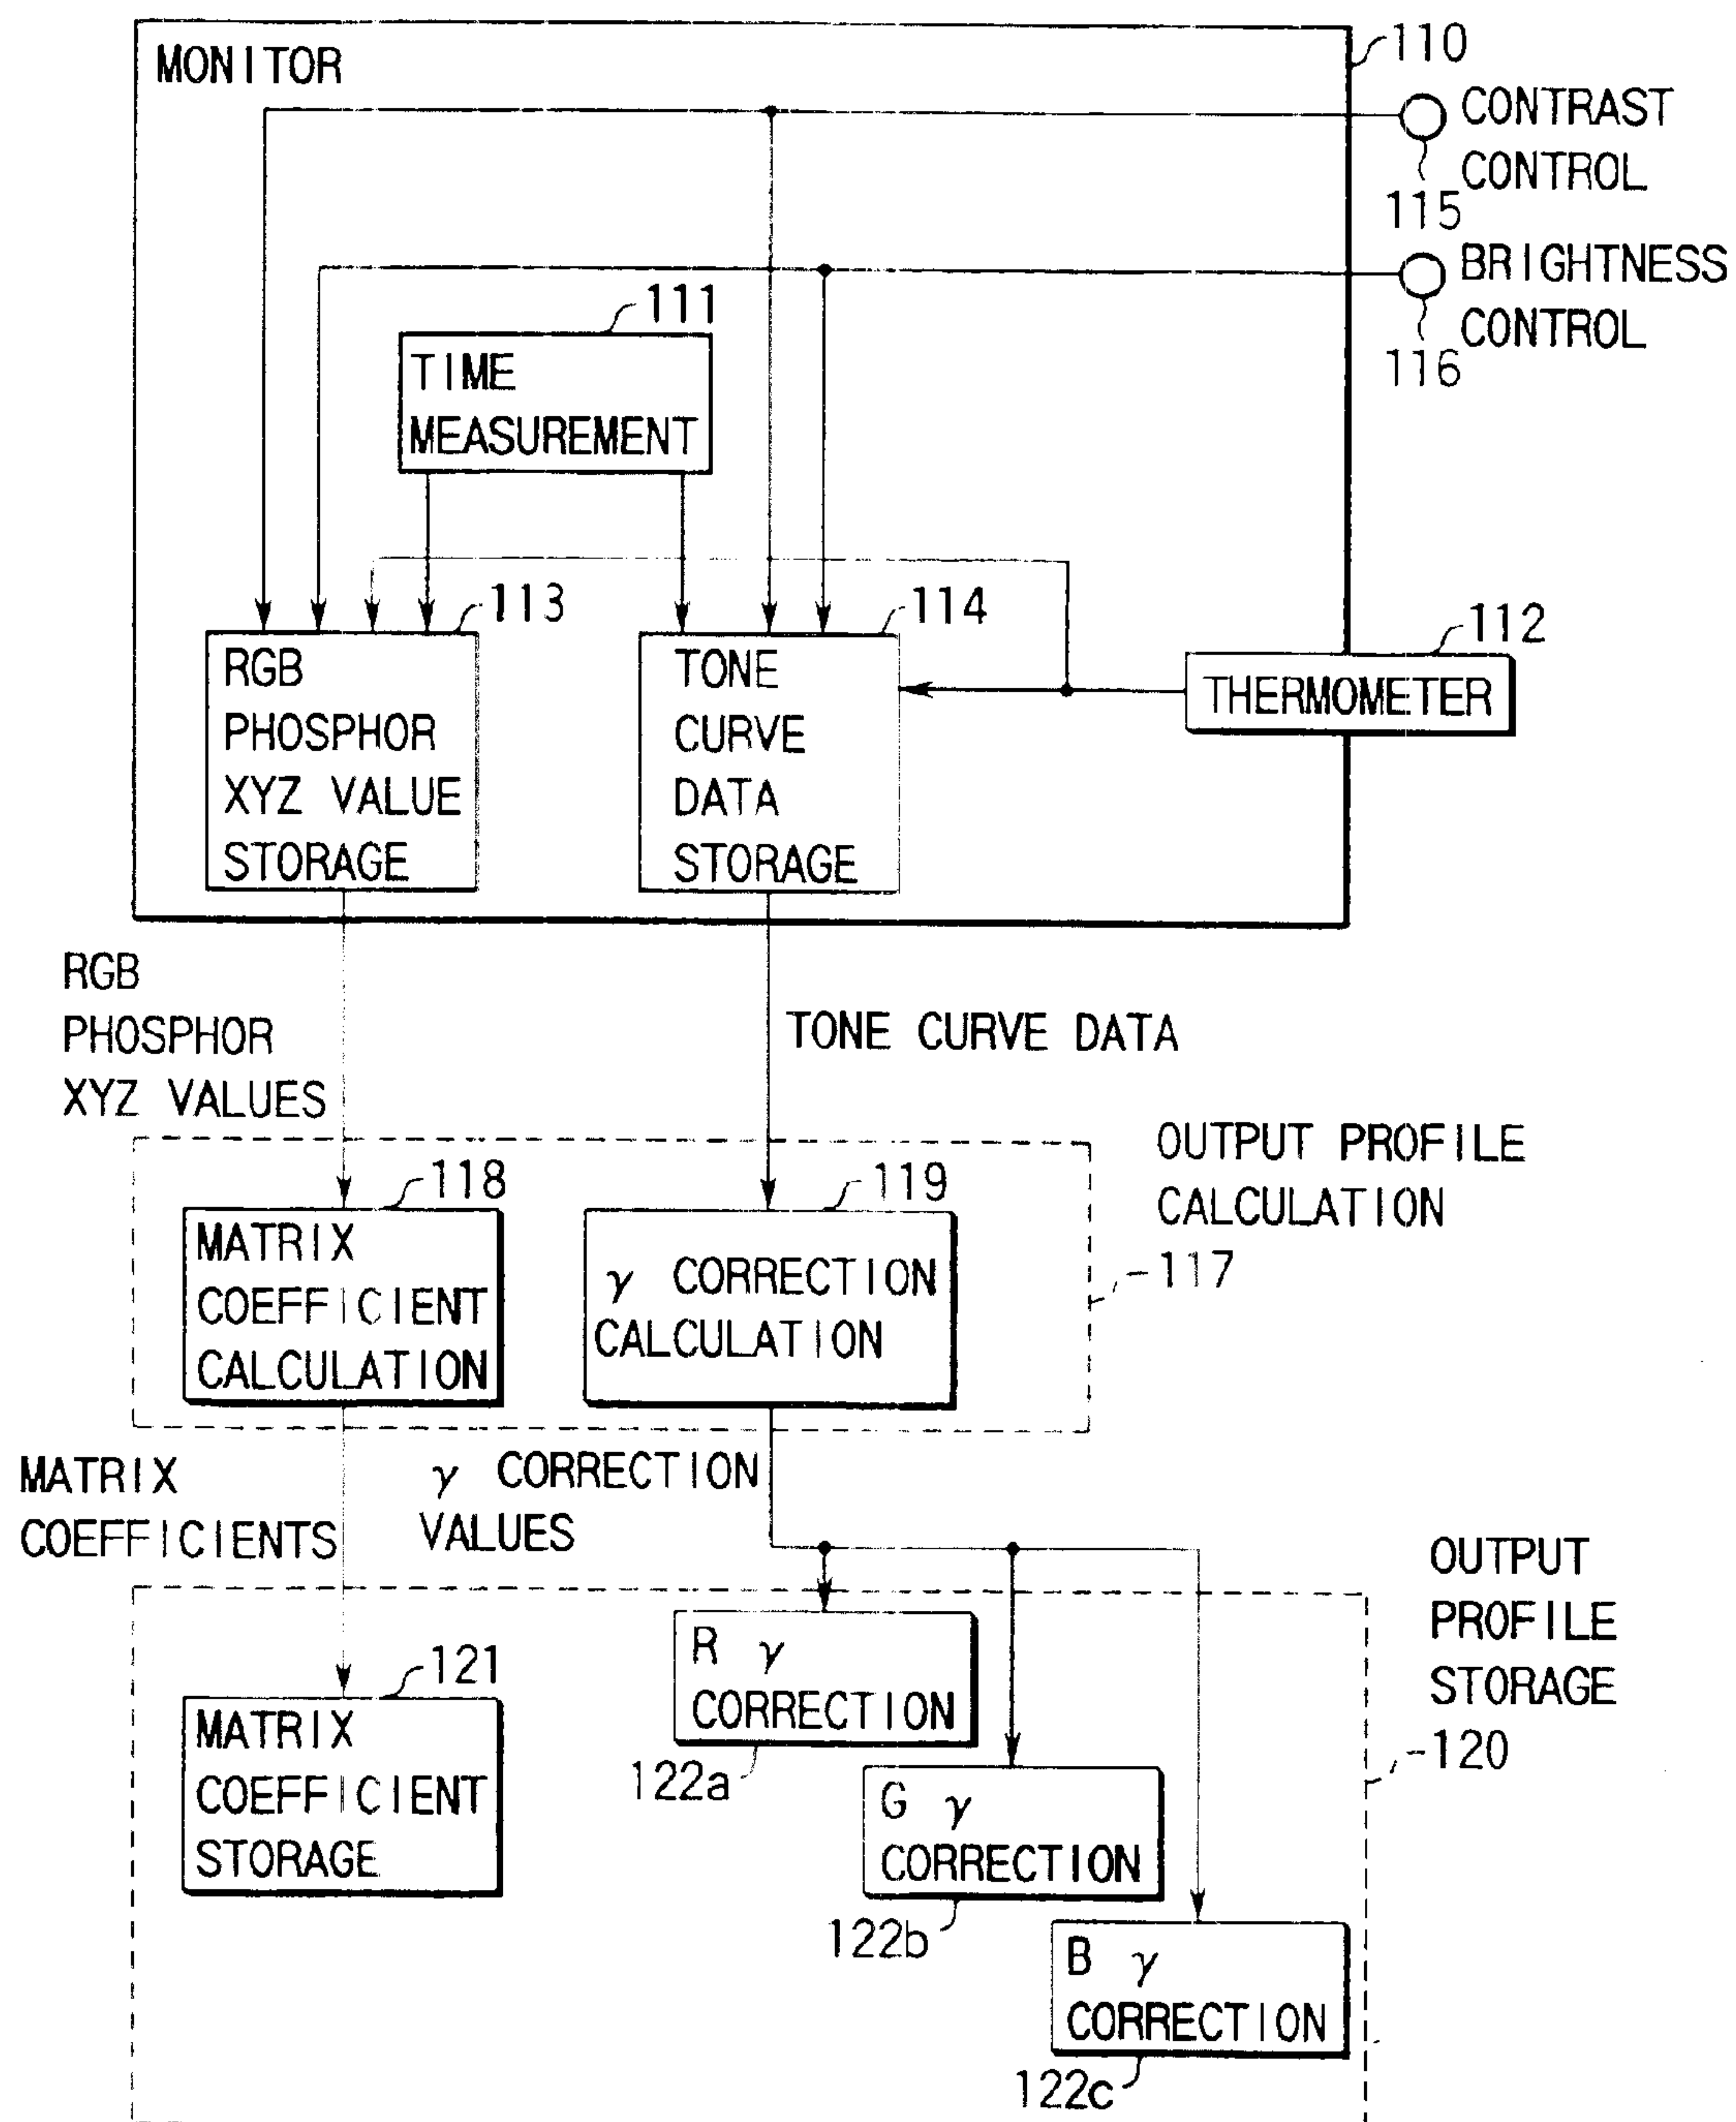 MONITOR
110
CONTRAST
CONTROL
115
BRIGHTNESS
CONTROL
116
111
TIME
MEASUREMENT
113
RGB
PHOSPHOR
XYZ VALUE
STORAGE
114
TONE
CURVE
DATA
STORAGE
112
THERMOMETER
RGB
PHOSPHOR
XYZ VALUES
TONE CURVE DATA
OUTPUT PROFILE
CALCULATION
117
118
MATRIX
COEFFICIENT
CALCULATION
119
γ CORRECTION
CALCULATION
MATRIX
COEFFICIENTS
γ CORRECTION
VALUES
OUTPUT
PROFILE
STORAGE
120
121
MATRIX
COEFFICIENT
STORAGE
R γ
CORRECTION
122a
G γ
CORRECTION
122b
B γ
CORRECTION
122c